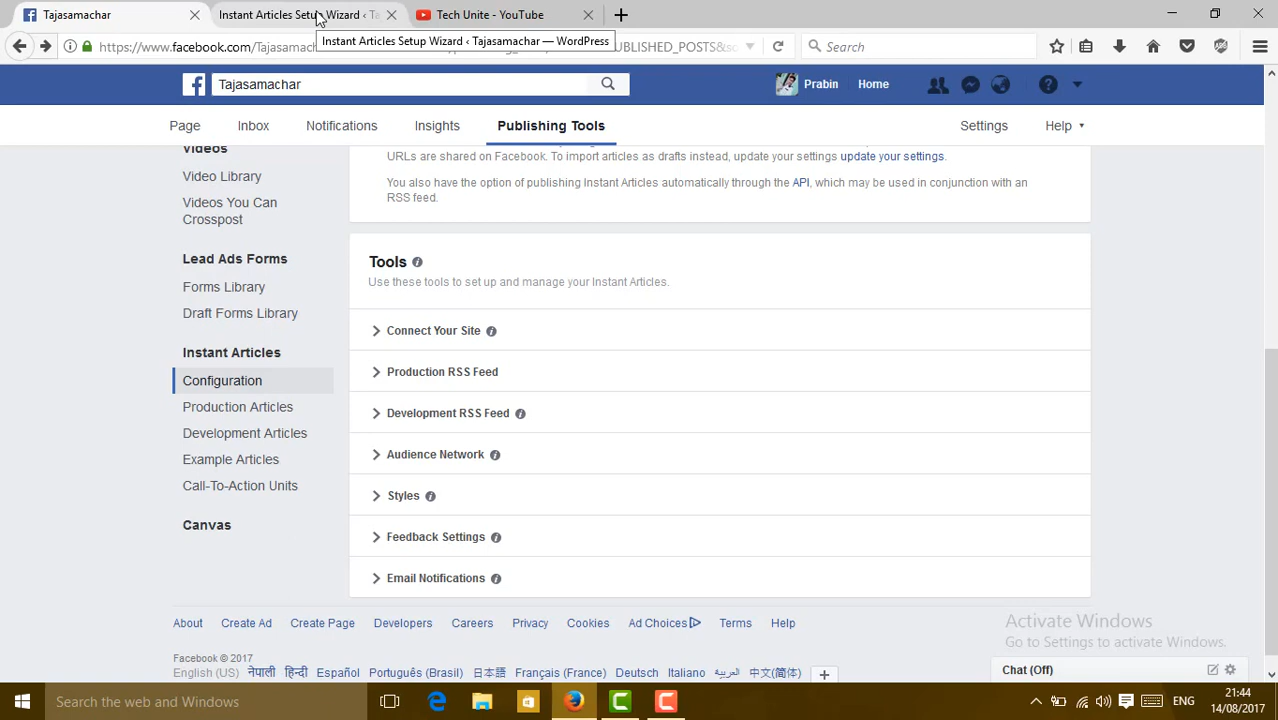 Tajasamachar
Instant Articles Setup Wizard ‹ Ta
Tech Unite - YouTube
https://www.facebook.com/Tajasamach
UBLISHED_POSTS&s
Search
Instant Articles Setup Wizard ‹ Tajasamachar — WordPress
Tajasamachar
Prabin
Home
Page
Inbox
Notifications
Insights
Publishing Tools
Settings
Help
Videos
Video Library
Videos You Can
Crosspost
Lead Ads Forms
Forms Library
Draft Forms Library
Instant Articles
Configuration
Production Articles
Development Articles
Example Articles
Call-To-Action Units
Canvas
URLs are shared on Facebook. To import articles as drafts instead, update your settings update your settings.
You also have the option of publishing Instant Articles automatically through the API, which may be used in conjunction with an
RSS feed.
Tools
Use these tools to set up and manage your Instant Articles.
Connect Your Site
Production RSS Feed
Development RSS Feed
Audience Network
Styles
Feedback Settings
Email Notifications
About Create Ad Create Page Developers Careers Privacy Cookies Ad Choices Terms Help
Facebook © 2017
English (US) नेपाली हिन्दी Español Português (Brasil) 日本語 Français (France) Deutsch Italiano العربية 中文(简体)
Activate Windows
Go to Settings to activate Windows.
Chat (Off)
Search the web and Windows
ENG
21:44
14/08/2017